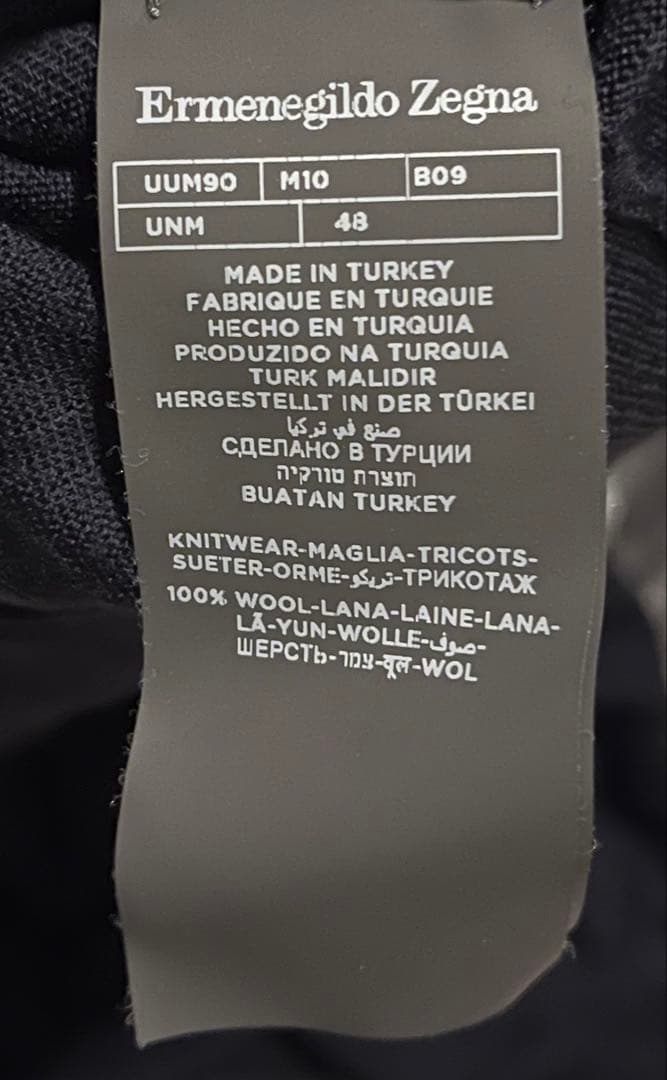 Ermenegildo Zegna
UUM90 M10 B09
UNM 48
MADE IN TURKEY
FABRIQUE EN TURQUIE
HECHO EN TURQUIA
PRODUZIDO NA TURQUIA
TURK MALIDIR
HERGESTELLT IN DER TÜRKEI
صنع في تركيا
СДЕЛАНО В ТУРЦИИ
תוצרת טורקיה
BUATAN TURKEY
KNITWEAR-MAGLIA-TRICOTS-
SUETER-ORME-تريكو-ТРИКОТАЖ
100% WOOL-LANA-LAINE-LANA-
LÃ-YUN-WOLLE-صوف-
ШЕРСТЬ-צמר-वूल-WOL